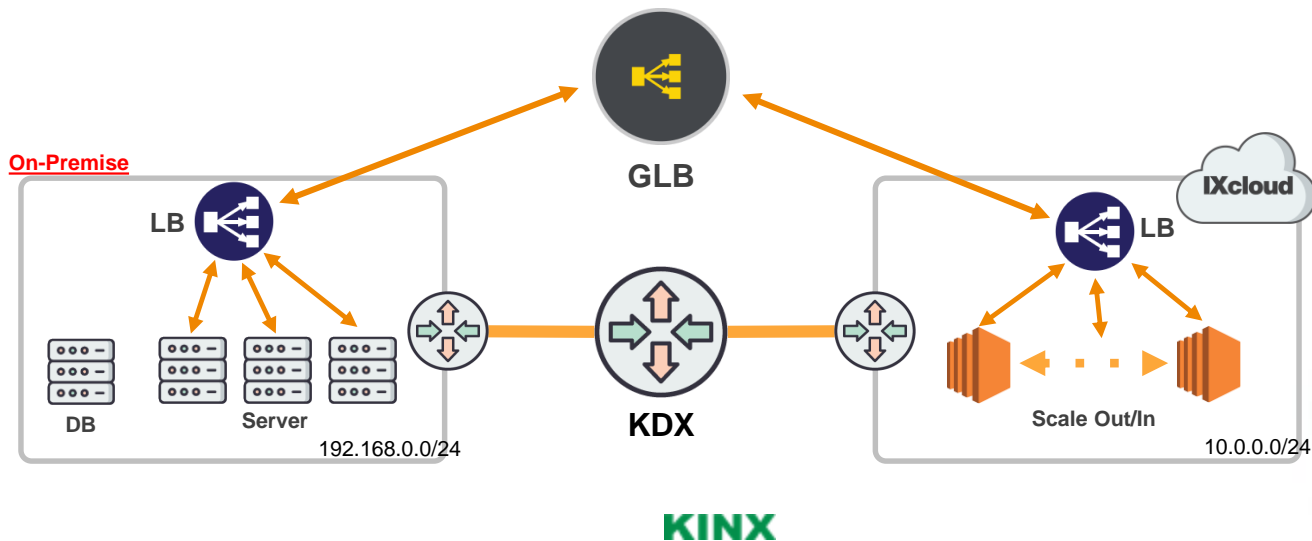 GLB
On-Premise
IXcloud
LB
LB
KDX
DB
Server
Scale Out/In
192.168.0.0/24
10.0.0.0/24
KINX